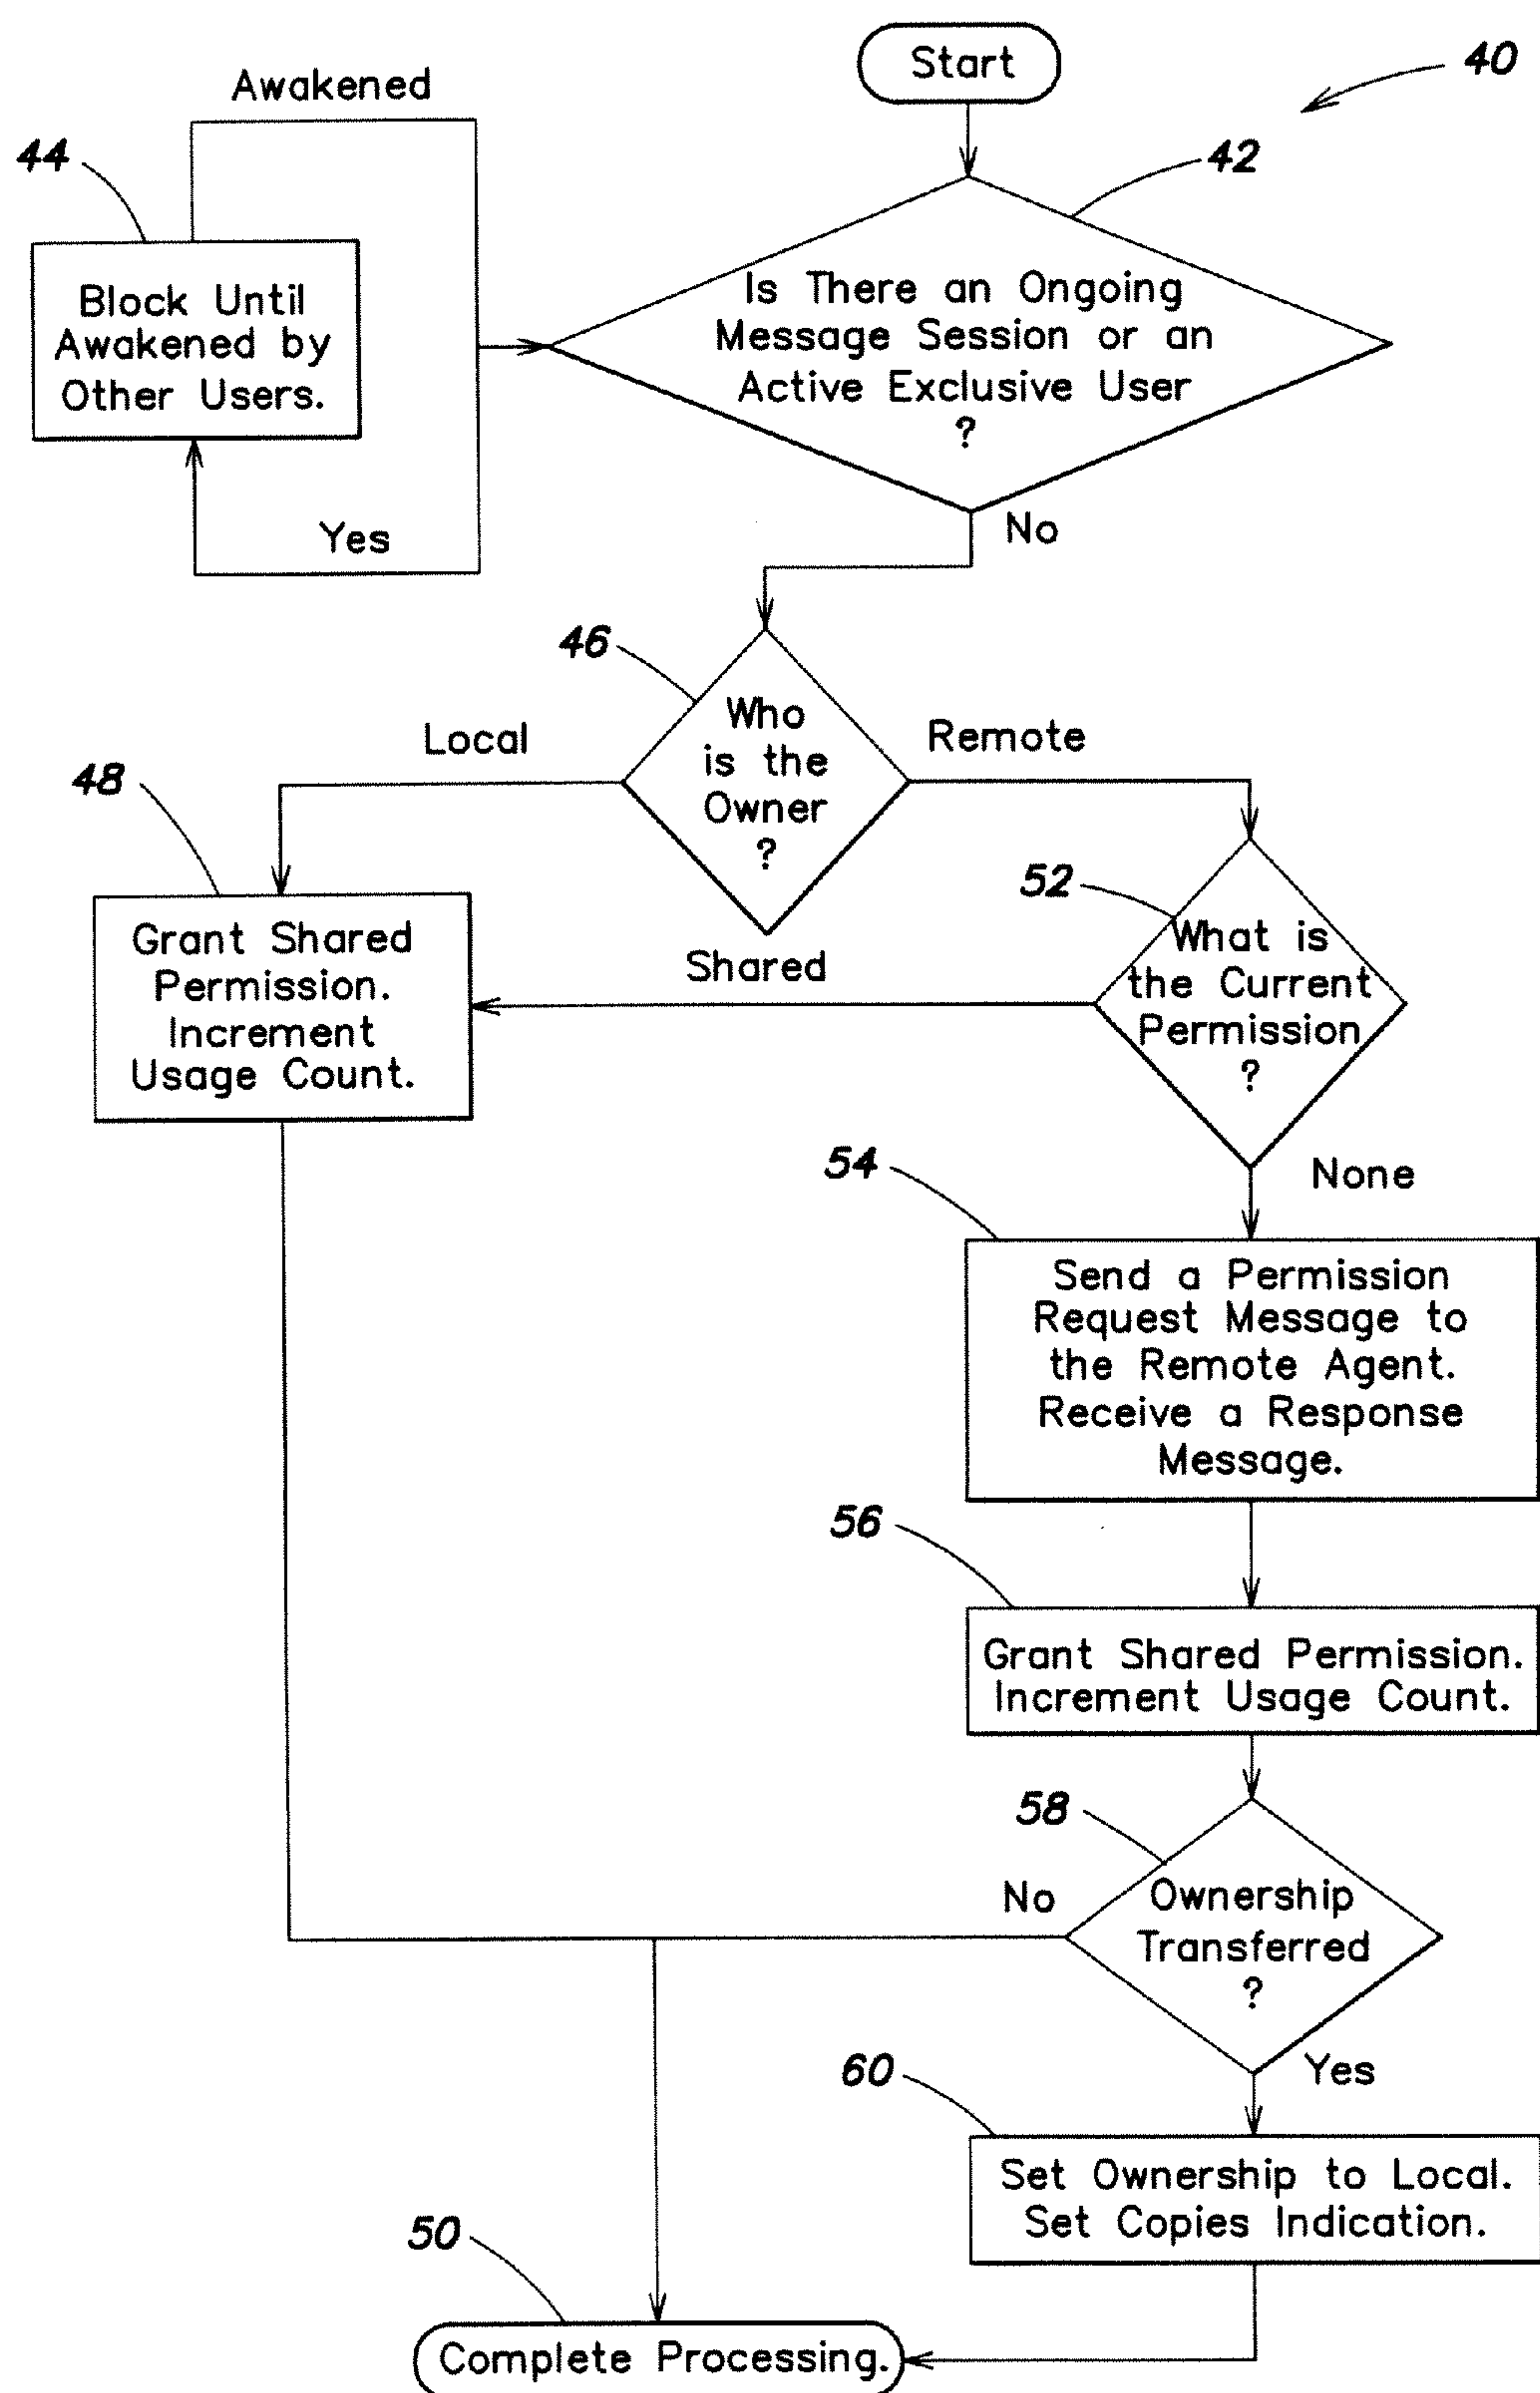 Start
40
Awakened
44
42
Block Until
Awakened by
Other Users.
Is There an Ongoing
Message Session or an
Active Exclusive User
?
Yes
No
46
Who
is the
Owner
?
Local
Remote
48
52
Grant Shared
Permission.
Increment
Usage Count.
Shared
What is
the Current
Permission
?
None
54
Send a Permission
Request Message to
the Remote Agent.
Receive a Response
Message.
56
Grant Shared Permission.
Increment Usage Count.
58
No
Ownership
Transferred
?
Yes
60
Set Ownership to Local.
Set Copies Indication.
50
Complete Processing.